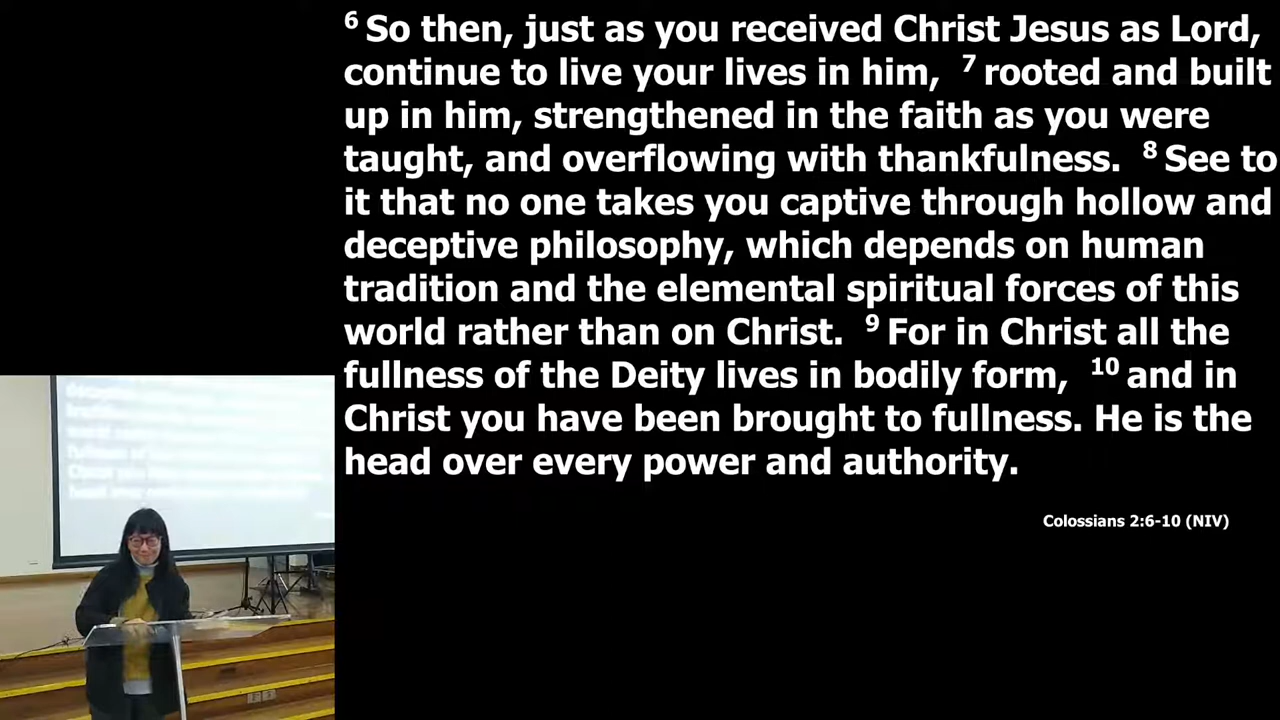 6 So then, just as you received Christ Jesus as Lord,
continue to live your lives in him, 7 rooted and built
up in him, strengthened in the faith as you were
taught, and overflowing with thankfulness. 8 See to
it that no one takes you captive through hollow and
deceptive philosophy, which depends on human
tradition and the elemental spiritual forces of this
world rather than on Christ. 9 For in Christ all the
fullness of the Deity lives in bodily form, 10 and in
Christ you have been brought to fullness. He is the
head over every power and authority.
Colossians 2:6-10 (NIV)